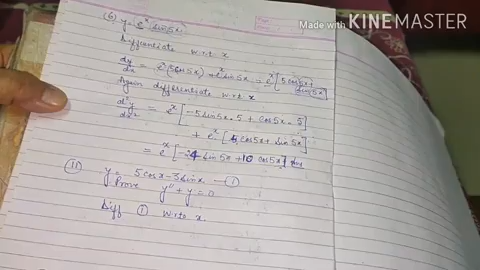 Made with KINEMASTER
(6) y = e^x sin 5x
Differentiate w.r.t x
dy/dx = e^x (5 cos 5x) + e^x sin 5x = e^x [5 cos 5x + sin 5x]
Again differentiate w.r.t x
d²y/dx² = e^x [-5 sin 5x . 5 + cos 5x . 5]
+ e^x [5 cos 5x + sin 5x]
= e^x [-24 sin 5x + 10 cos 5x] Ans
(11) y = 5 cos x - 3 sin x — (1)
Prove y'' + y = 0
Diff (1) w.r.to x